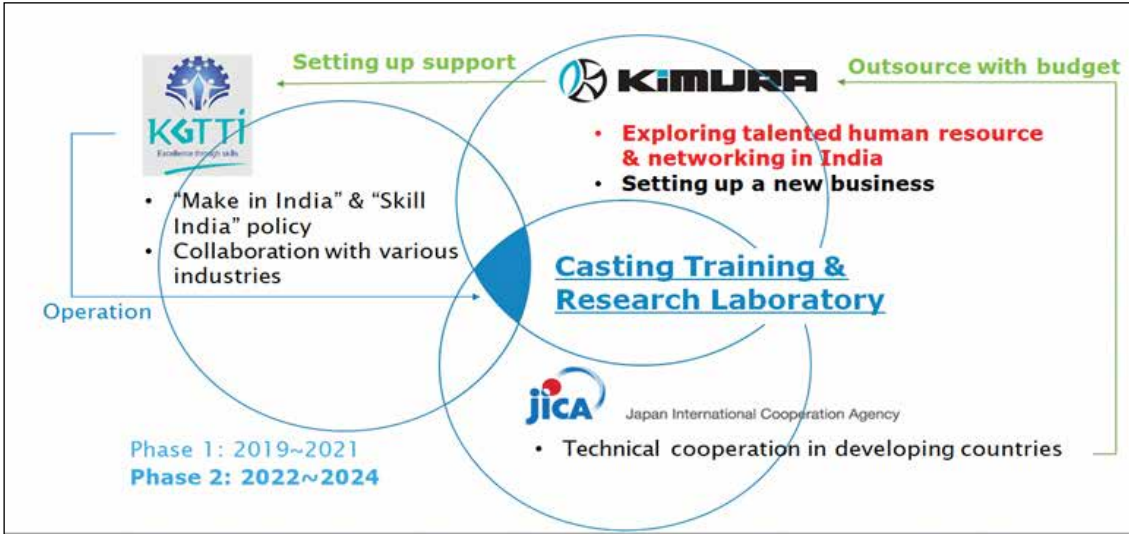 Setting up support
KiMURA
Outsource with budget
KGTTi
Excellence through skills
• Exploring talented human resource
& networking in India
• Setting up a new business
• “Make in India” & “Skill
India” policy
• Collaboration with various
industries
Casting Training &
Research Laboratory
Operation
jICA Japan International Cooperation Agency
• Technical cooperation in developing countries
Phase 1: 2019~2021
Phase 2: 2022~2024